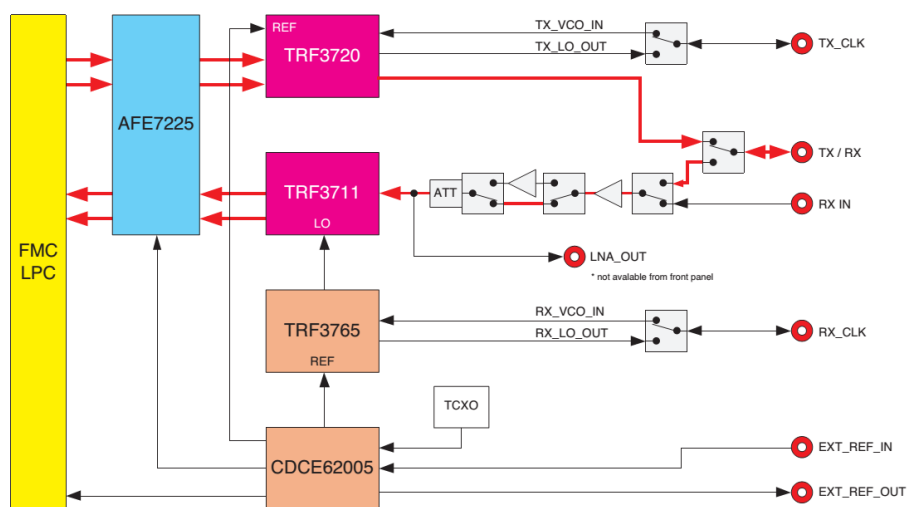 REF
TRF3720
TX_VCO_IN
TX_LO_OUT
TX_CLK
AFE7225
TX / RX
TRF3711
LO
ATT
RX IN
FMC
LPC
LNA_OUT
* not avalable from front panel
TRF3765
REF
RX_VCO_IN
RX_LO_OUT
RX_CLK
TCXO
CDCE62005
EXT_REF_IN
EXT_REF_OUT